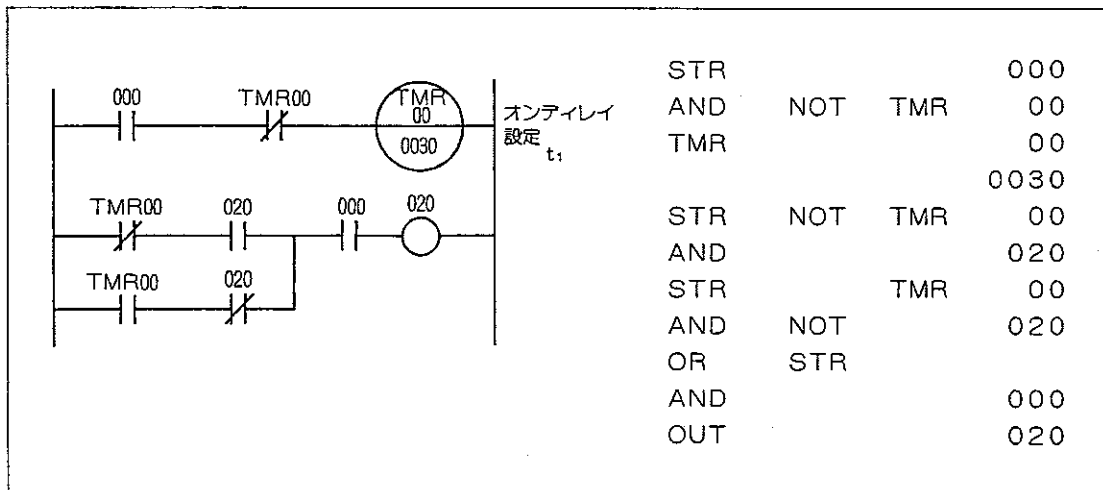 000 TMR00 TMR
00
0030
オンディレイ
設定 t₁
TMR00 020 000 020
TMR00 020
STR 000
AND NOT TMR 00
TMR 00
0030
STR NOT TMR 00
AND 020
STR TMR 00
AND NOT 020
OR STR
AND 000
OUT 020